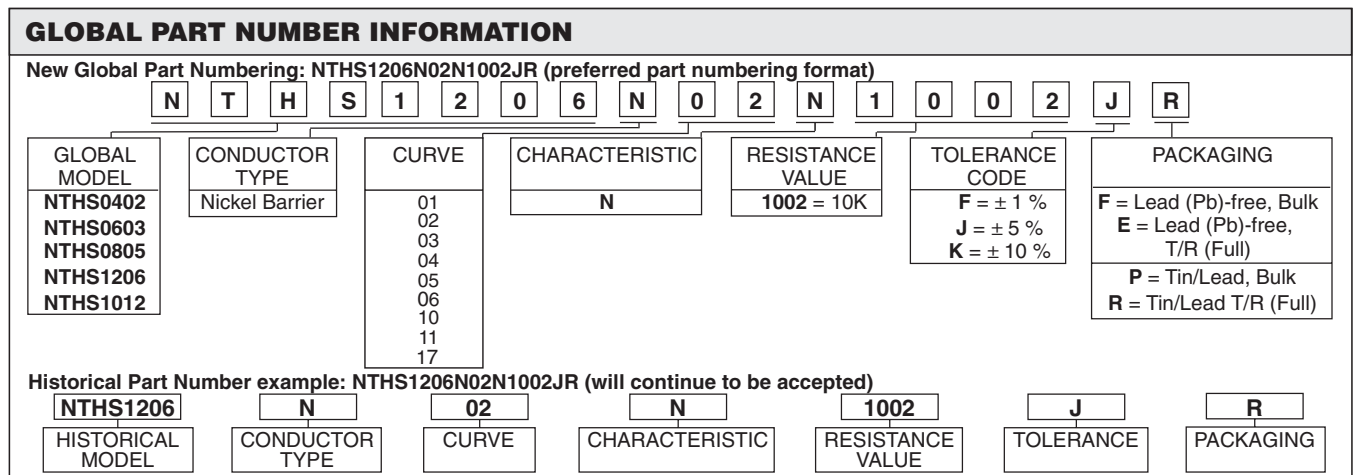 GLOBAL PART NUMBER INFORMATION
New Global Part Numbering: NTHS1206N02N1002JR (preferred part numbering format)
N T H S 1 2 0 6 N 0 2 N 1 0 0 2 J R
GLOBAL
MODEL
NTHS0402
NTHS0603
NTHS0805
NTHS1206
NTHS1012
CONDUCTOR
TYPE
Nickel Barrier
CURVE
01
02
03
04
05
06
10
11
17
CHARACTERISTIC
N
RESISTANCE
VALUE
1002 = 10K
TOLERANCE
CODE
F = ± 1 %
J = ± 5 %
K = ± 10 %
PACKAGING
F = Lead (Pb)-free, Bulk
E = Lead (Pb)-free,
T/R (Full)
P = Tin/Lead, Bulk
R = Tin/Lead T/R (Full)
Historical Part Number example: NTHS1206N02N1002JR (will continue to be accepted)
NTHS1206 N 02 N 1002 J R
HISTORICAL
MODEL
CONDUCTOR
TYPE
CURVE
CHARACTERISTIC
RESISTANCE
VALUE
TOLERANCE
PACKAGING